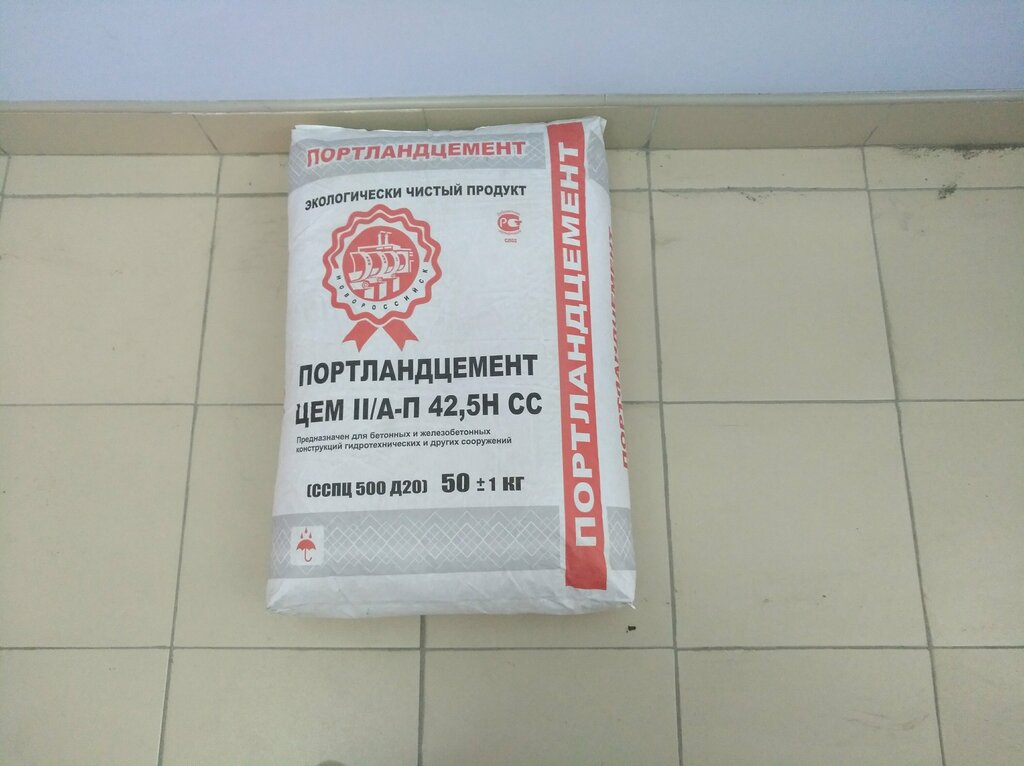 ПОРТЛАНДЦЕМЕНТ
ЭКОЛОГИЧЕСКИ ЧИСТЫЙ ПРОДУКТ
НОВОРОССИЙСК
ПОРТЛАНДЦЕМЕНТ
ЦЕМ II/А-П 42,5Н СС
Предназначен для бетонных и железобетонных
конструкций гидротехнических и других сооружений
(ССПЦ 500 Д20) 50 ± 1 КГ
ПОРТЛАНДЦЕМЕНТ
ПОРТЛАНДЦЕМЕНТ